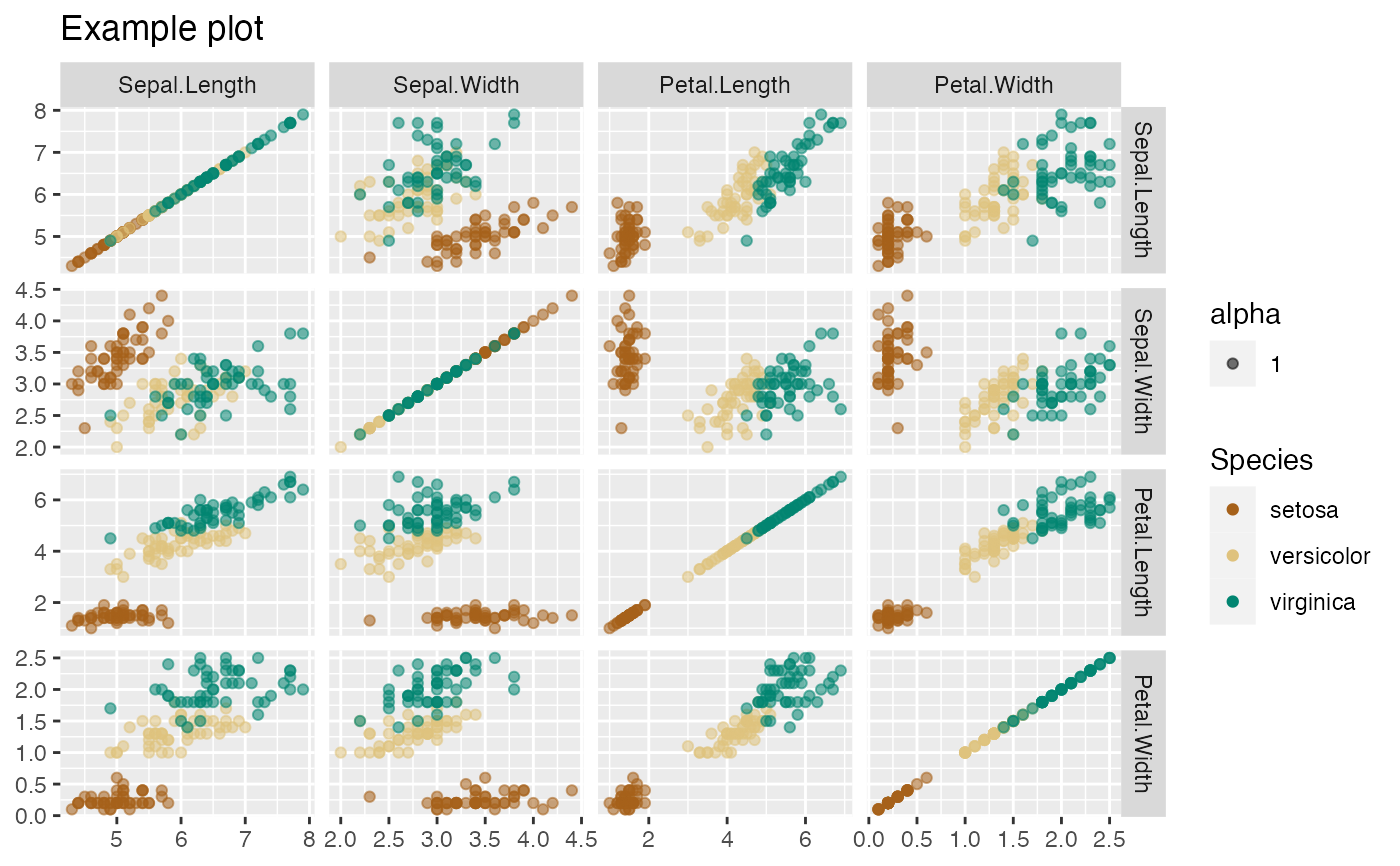 Example plot
Sepal.Length Sepal.Width Petal.Length Petal.Width
8
7
6
5
Sepal.Length
4.5
4.0
3.5
3.0
2.5
2.0
Sepal.Width
6
4
2
Petal.Length
2.5
2.0
1.5
1.0
0.5
0.0
Petal.Width
5 6 7 8 2.0 2.5 3.0 3.5 4.0 4.5 2 4 6 0.0 0.5 1.0 1.5 2.0 2.5
alpha
1
Species
setosa
versicolor
virginica